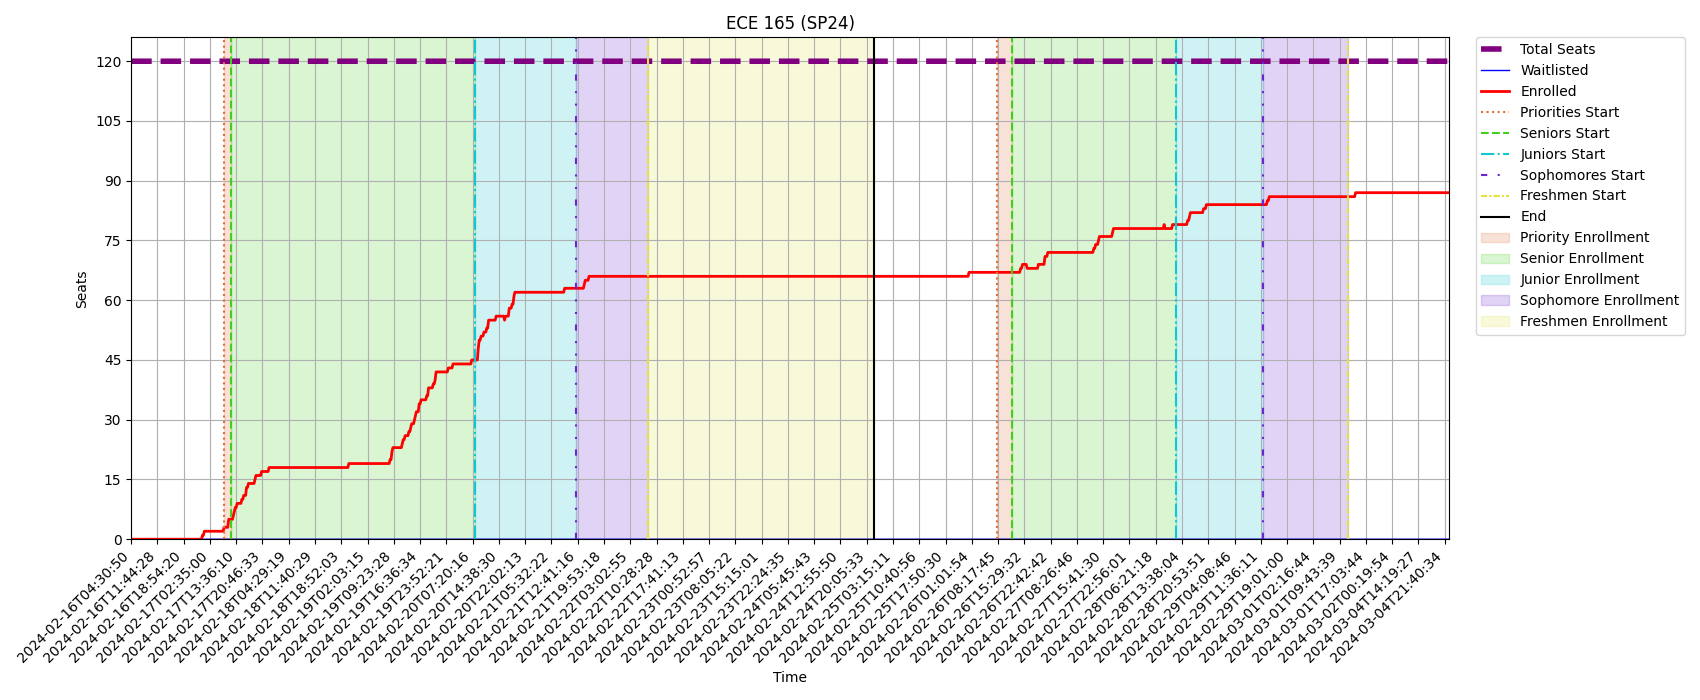 ECE 165 (SP24)
Seats
120
105
90
75
60
45
30
15
0
2024-02-16T04:30:50
2024-02-16T11:44:28
2024-02-16T18:54:20
2024-02-17T02:35:00
2024-02-17T13:36:10
2024-02-17T20:46:33
2024-02-18T04:29:19
2024-02-18T11:40:29
2024-02-18T18:52:03
2024-02-19T02:03:15
2024-02-19T09:23:28
2024-02-19T16:36:34
2024-02-19T23:52:21
2024-02-20T07:20:16
2024-02-20T14:38:30
2024-02-20T22:02:13
2024-02-21T05:32:22
2024-02-21T12:41:16
2024-02-21T19:53:18
2024-02-22T03:02:55
2024-02-22T10:28:28
2024-02-22T17:41:13
2024-02-23T00:52:57
2024-02-23T08:05:22
2024-02-23T15:15:01
2024-02-23T22:24:35
2024-02-24T05:45:43
2024-02-24T12:55:50
2024-02-24T20:05:33
2024-02-25T03:15:11
2024-02-25T10:40:56
2024-02-25T17:50:30
2024-02-26T01:01:54
2024-02-26T08:17:45
2024-02-26T15:29:32
2024-02-26T22:42:42
2024-02-27T08:26:46
2024-02-27T15:41:30
2024-02-27T22:56:01
2024-02-28T06:21:18
2024-02-28T13:38:04
2024-02-28T20:53:51
2024-02-29T04:08:46
2024-02-29T11:36:11
2024-02-29T19:01:00
2024-03-01T02:16:44
2024-03-01T09:43:39
2024-03-01T17:03:44
2024-03-02T00:19:54
2024-03-04T14:19:27
2024-03-04T21:40:34
Time
Total Seats
Waitlisted
Enrolled
Priorities Start
Seniors Start
Juniors Start
Sophomores Start
Freshmen Start
End
Priority Enrollment
Senior Enrollment
Junior Enrollment
Sophomore Enrollment
Freshmen Enrollment